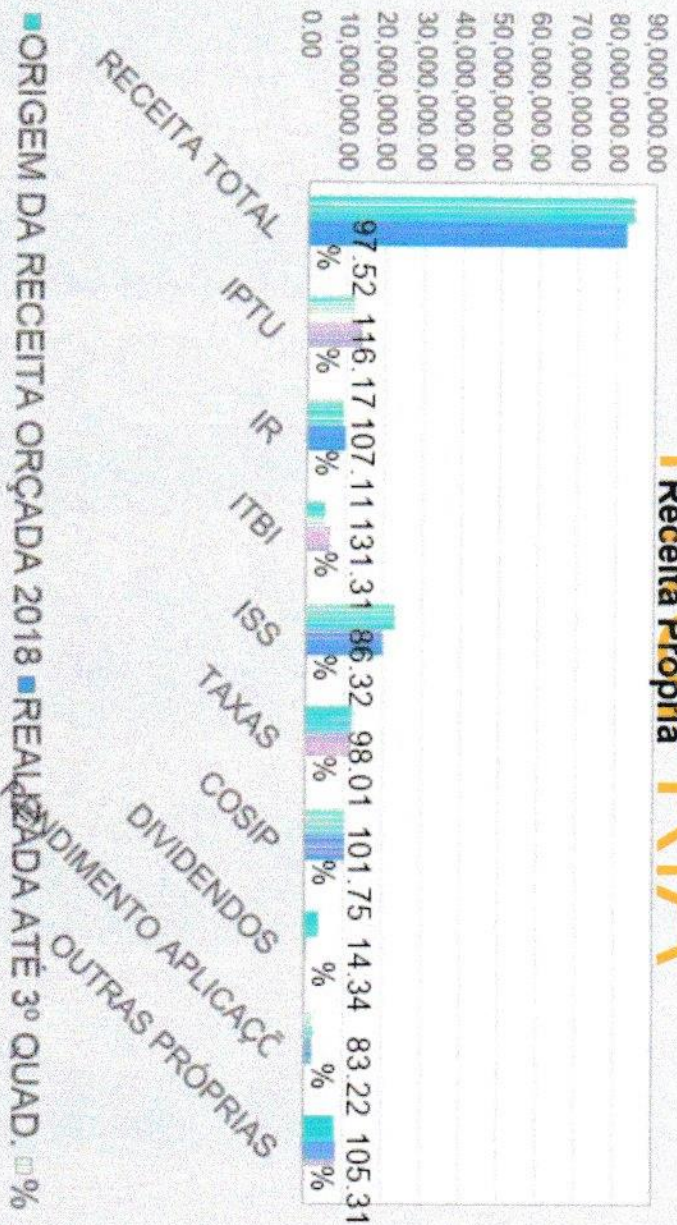 Receita Própria
90,000,000.00
80,000,000.00
70,000,000.00
60,000,000.00
50,000,000.00
40,000,000.00
30,000,000.00
20,000,000.00
10,000,000.00
0.00
97.52 116.17 107.11 131.31 86.32 98.01 101.75 14.34 83.22 105.31
% % % % % % % % % %
RECEITA TOTAL
IPTU
IR
ITBI
ISS
TAXAS
COSIP
DIVIDENDOS
APLICAÇÕ
OUTRAS PRÓPRIAS
ORIGEM DA RECEITA ORÇADA 2018 REALIZADA ATÉ 3º QUAD. %